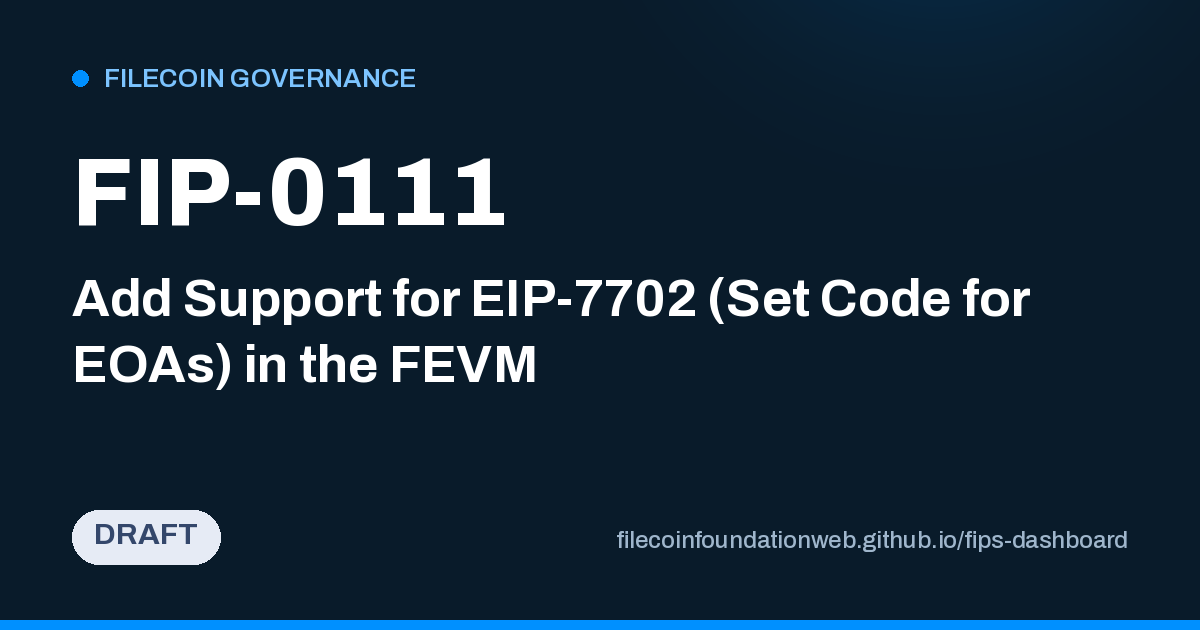 FILECOIN GOVERNANCE
FIP-0111
Add Support for EIP-7702 (Set Code for
EOAs) in the FEVM
DRAFT
filecoinfoundationweb.github.io/fips-dashboard